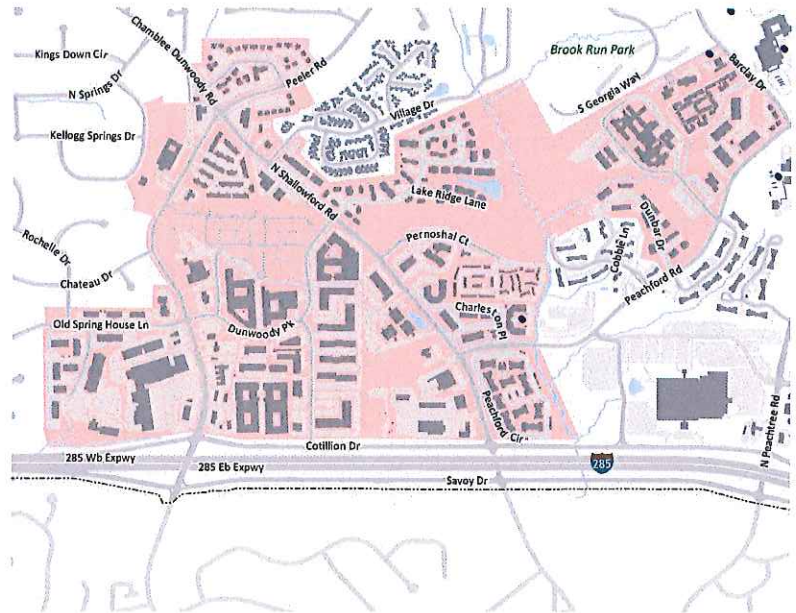 Kings Down Cir
Chamblee Dunwoody Rd
Brook Run Park
N Springs Dr
Peeler Rd
Barclay Dr
S Georgia Way
Village Dr
Kellogg Springs Dr
N Shallowford Rd
Lake Ridge Lane
Rochelle Dr
Pernoshal Ct
Cobble Ln
Dunbar Dr
Chateau Dr
Peachford Rd
Charleston Pl
Old Spring House Ln
Dunwoody Pk
Peachford Cir
N Peachtree Rd
Cotillion Dr
285 Wb Expwy
285 Eb Expwy
285
Savoy Dr